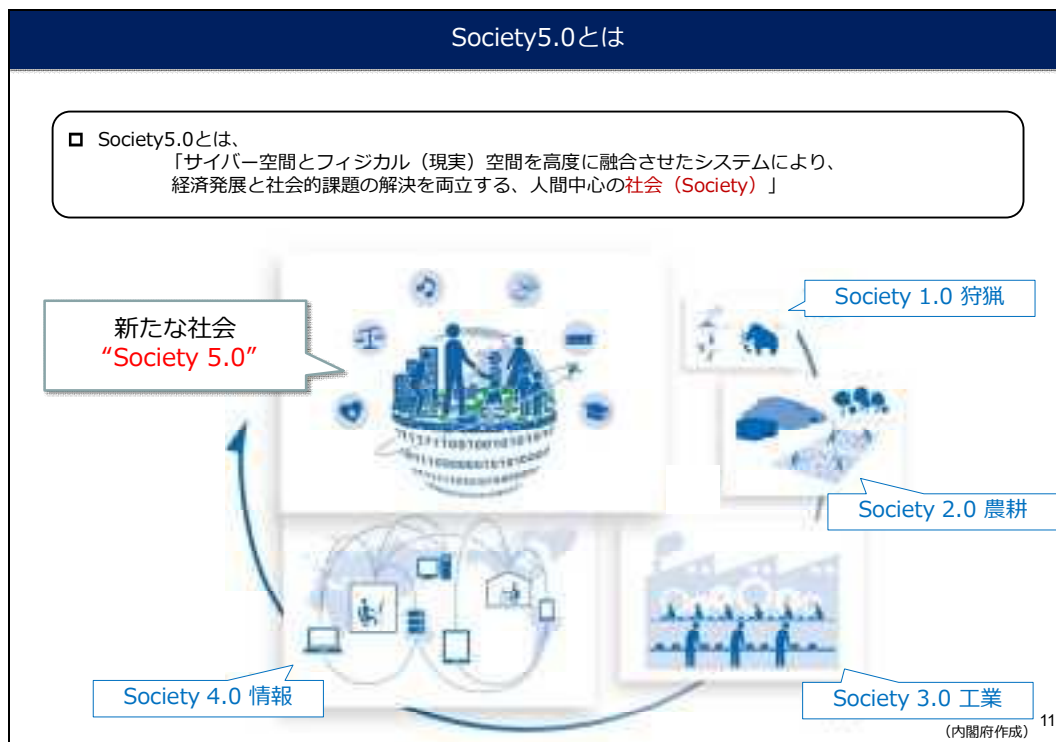 Society5.0とは
Society5.0とは、
「サイバー空間とフィジカル（現実）空間を高度に融合させたシステムにより、
経済発展と社会的課題の解決を両立する、人間中心の社会（Society）」
新たな社会
“Society 5.0”
Society 1.0 狩猟
Society 2.0 農耕
Society 3.0 工業
Society 4.0 情報
（内閣府作成）
11